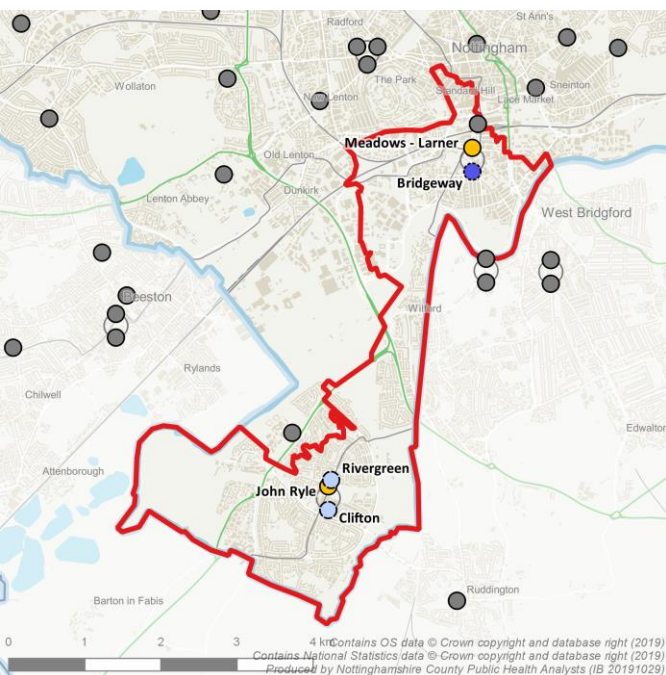 Radford
St Ann's
Nottingham
Wollaton
The Park
Sneinton
Standard Hill
New Lenton
Lace Market
Meadows - Larner
Old Lenton
Bridgeway
Dunkirk
Lenton Abbey
West Bridgford
Beeston
Wilford
Rylands
Chilwell
Edwalton
Attenborough
Rivergreen
John Ryle
Clifton
Barton in Fabis
Ruddington
0 1 2 3 4 km
Contains OS data © Crown copyright and database right (2019)
Contains National Statistics data © Crown copyright and database right (2019)
Produced by Nottinghamshire County Public Health Analysts (IB 20191029)